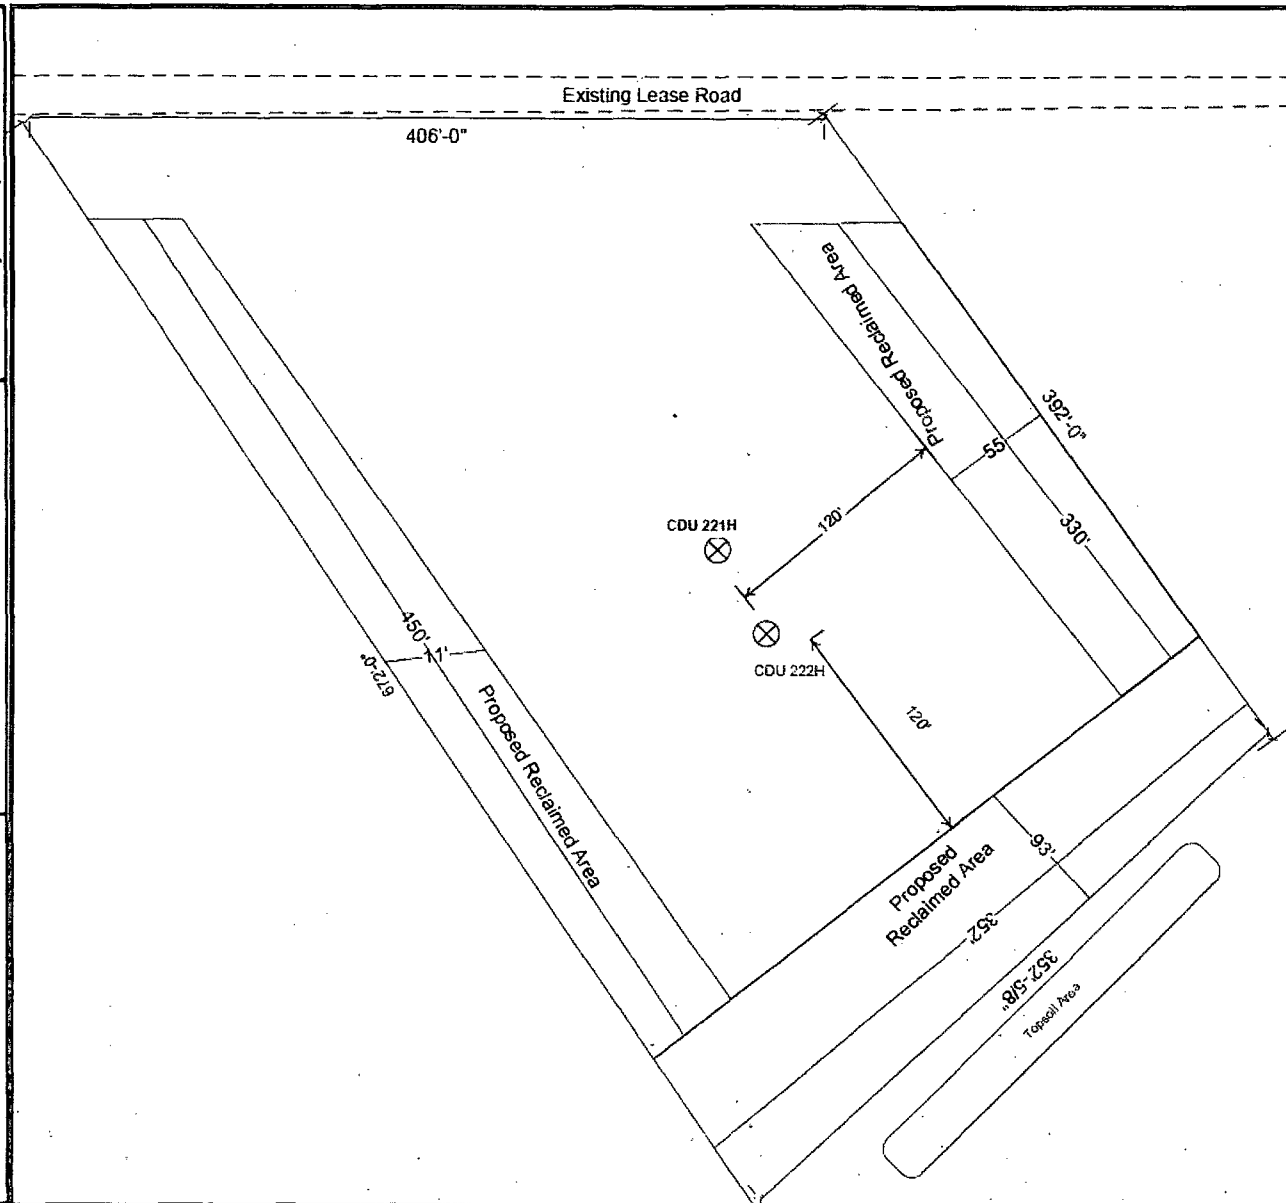 Existing Lease Road
406'-0"
Proposed Reclaimed Area
392'-0"
55'
330'
CDU 221H
120'
CDU 222H
120'
450'
11'
672'-0"
Proposed Reclaimed Area
93'
Proposed
Reclaimed Area
352'
352'-5/8"
Topsoil Area